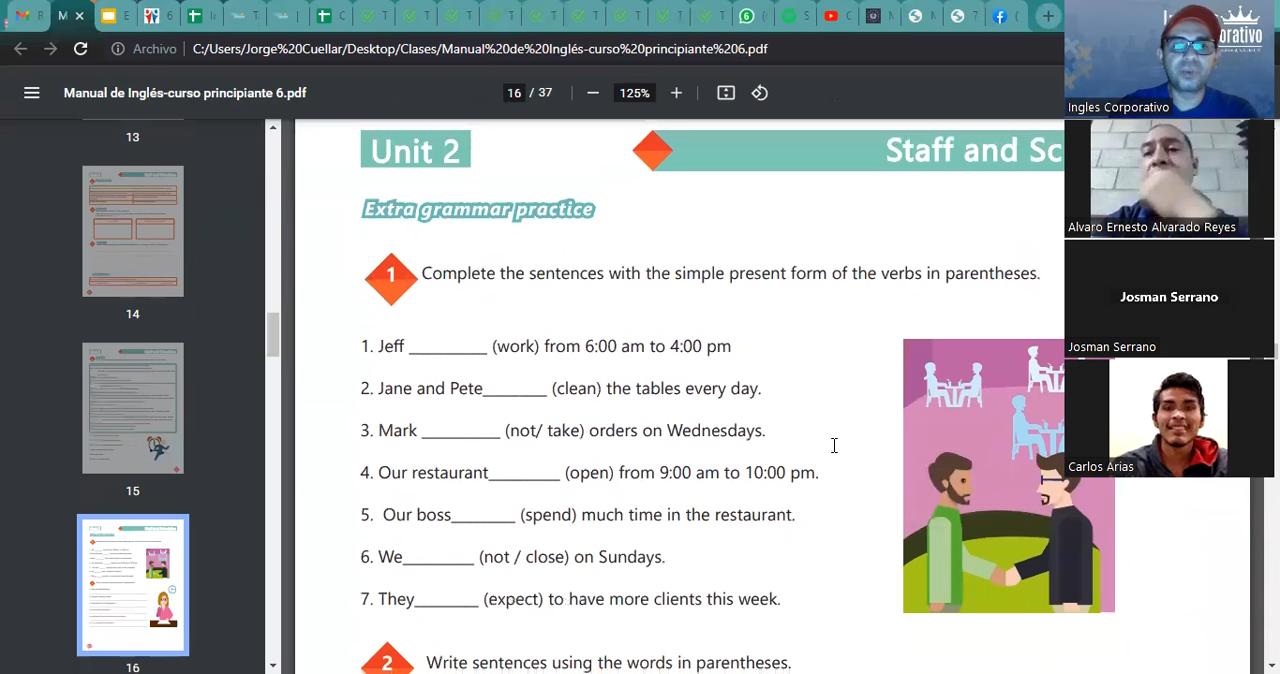 Archivo
C:/Users/Jorge%20Cuellar/Desktop/Clases/Manual%20de%20Inglés-curso%20principiante%206.pdf
Manual de Inglés-curso principiante 6.pdf
16 / 37
125%
13
14
15
16
Unit 2
Staff and Sc
Extra grammar practice
1 Complete the sentences with the simple present form of the verbs in parentheses.
1. Jeff _________ (work) from 6:00 am to 4:00 pm
2. Jane and Pete_______ (clean) the tables every day.
3. Mark _________ (not/ take) orders on Wednesdays.
4. Our restaurant________ (open) from 9:00 am to 10:00 pm.
5. Our boss_______ (spend) much time in the restaurant.
6. We________ (not / close) on Sundays.
7. They_______ (expect) to have more clients this week.
2 Write sentences using the words in parentheses.
Ingles Corporativo
Alvaro Ernesto Alvarado Reyes
Josman Serrano
Josman Serrano
Carlos Arias